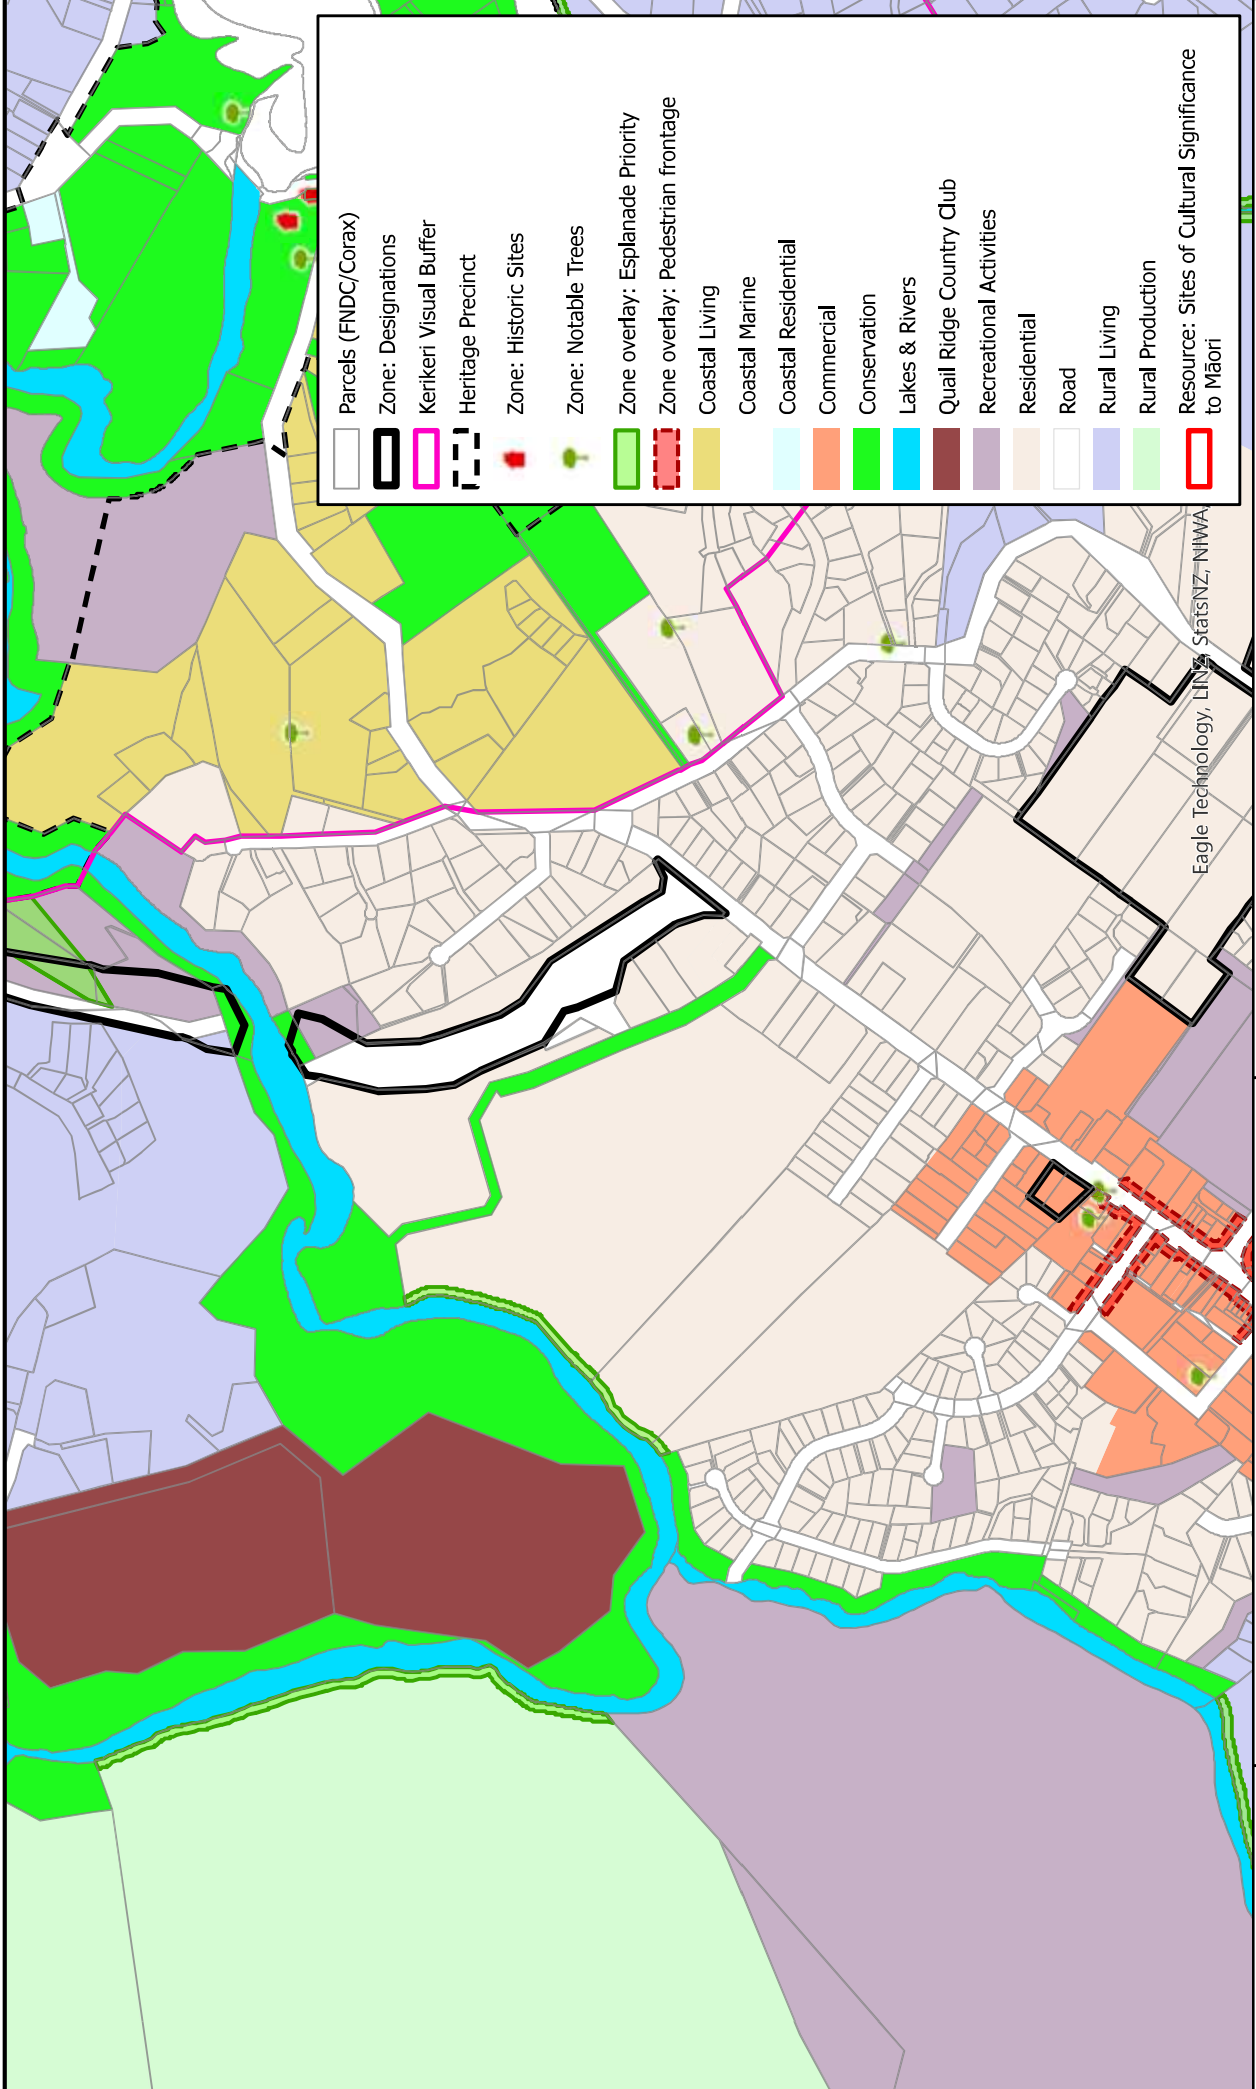 Parcels (FNDC/Corax)
Zone: Designations
Kerikeri Visual Buffer
Heritage Precinct
Zone: Historic Sites
Zone: Notable Trees
Zone overlay: Esplanade Priority
Zone overlay: Pedestrian frontage
Coastal Living
Coastal Marine
Coastal Residential
Commercial
Conservation
Lakes & Rivers
Quail Ridge Country Club
Recreational Activities
Residential
Road
Rural Living
Rural Production
Resource: Sites of Cultural Significance
to Māori
Eagle Technology, LINZ, StatsNZ, NIWA,